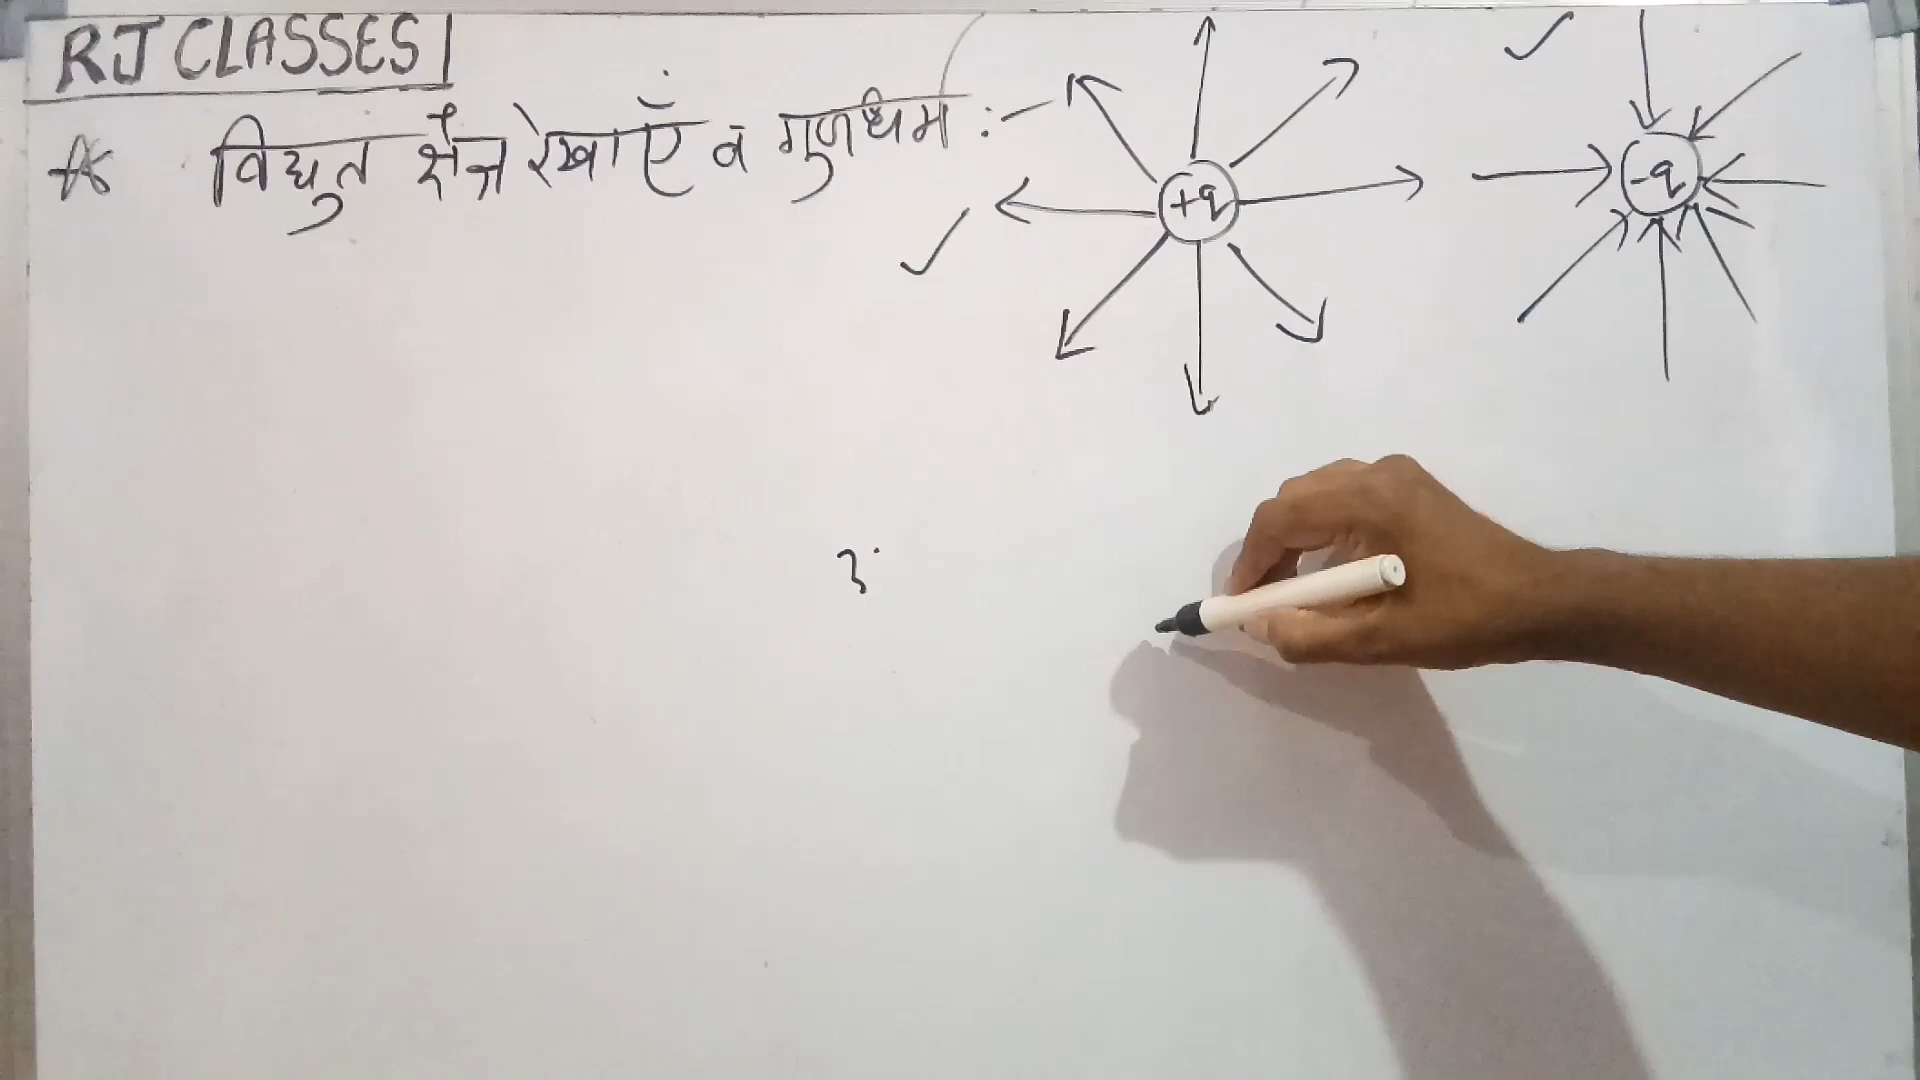 RJ CLASSES
विद्युत क्षेत्र रेखाएँ व गुणधर्म :-
+q
-q